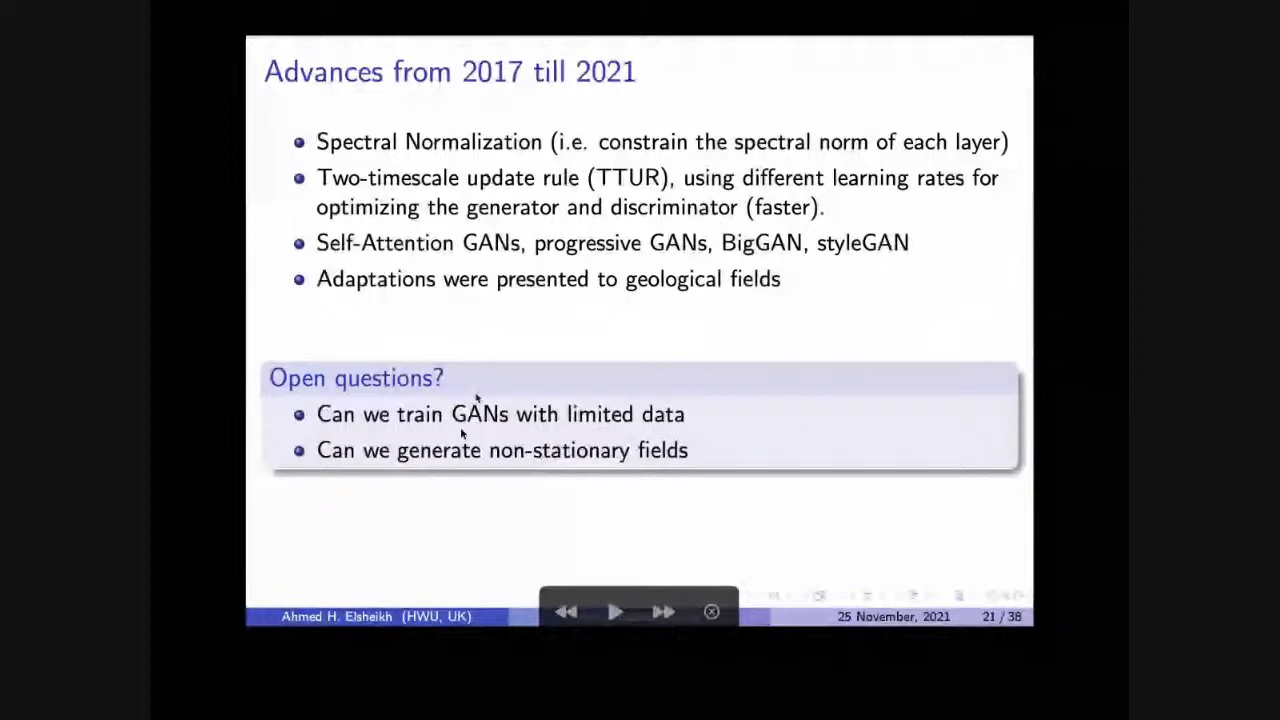 Advances from 2017 till 2021
Spectral Normalization (i.e. constrain the spectral norm of each layer)
Two-timescale update rule (TTUR), using different learning rates for
optimizing the generator and discriminator (faster).
Self-Attention GANs, progressive GANs, BigGAN, styleGAN
Adaptations were presented to geological fields
Open questions?
Can we train GANs with limited data
Can we generate non-stationary fields
Ahmed H. Elsheikh (HWU, UK)
25 November, 2021
21 / 38